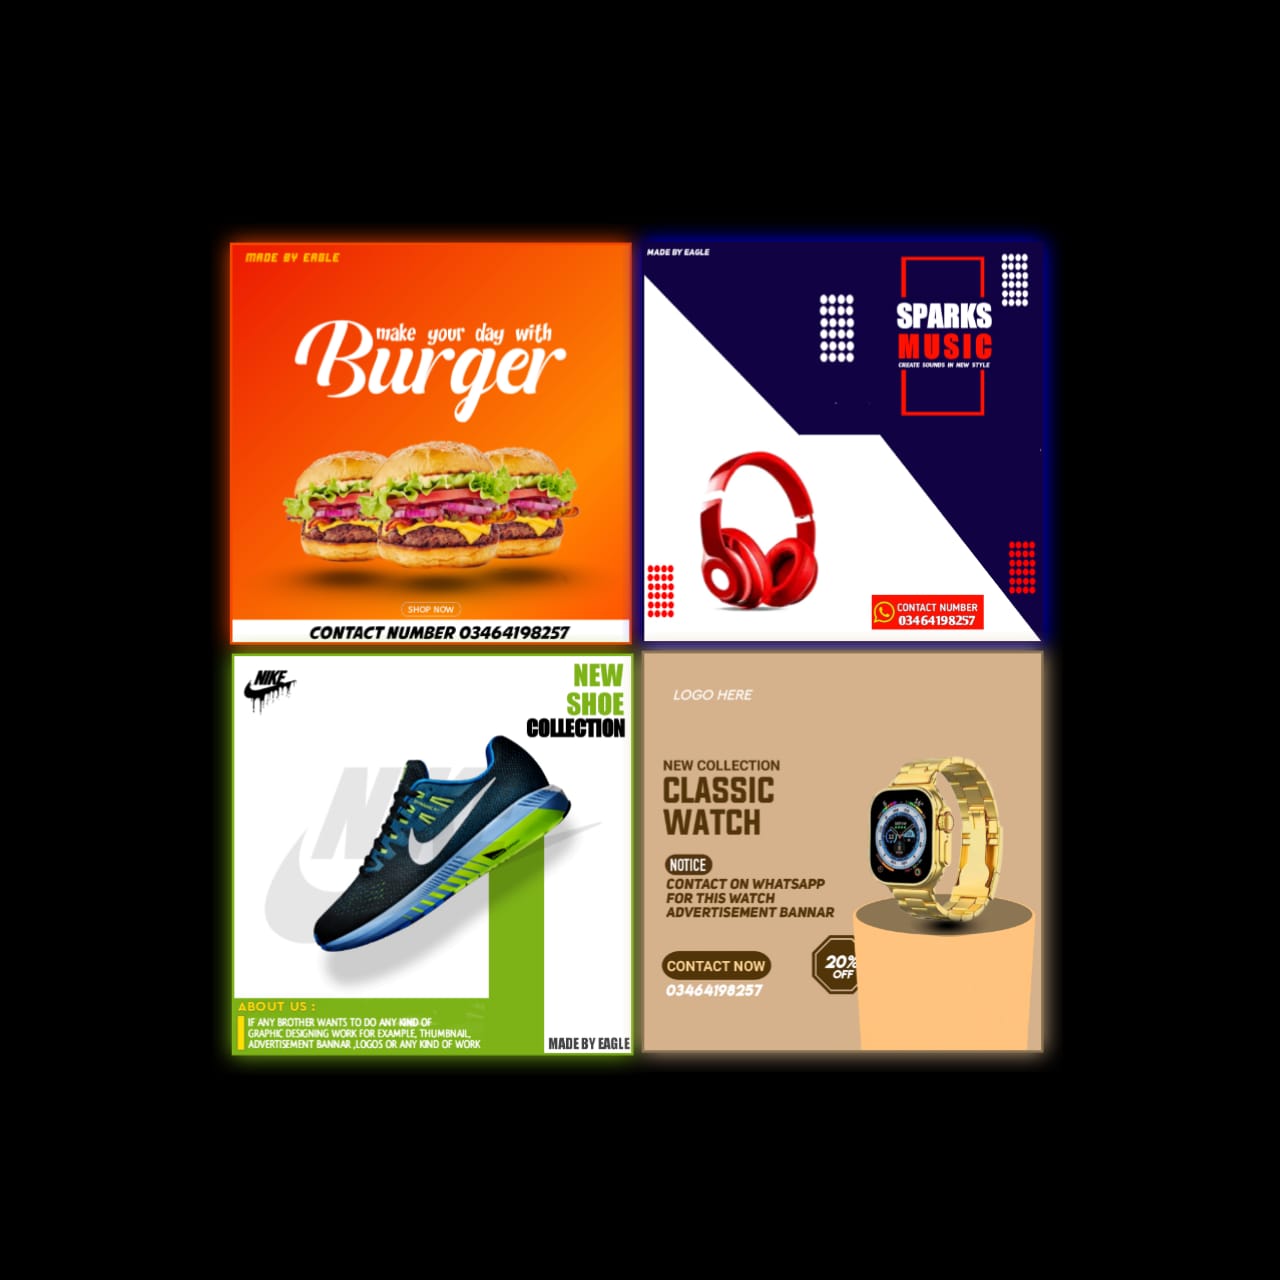 MADE BY EAGLE
make your day with
Burger
SHOP NOW
CONTACT NUMBER 03464198257
MADE BY EAGLE
SPARKS
MUSIC
CREATE SOUNDS IN NEW STYLE
CONTACT NUMBER
03464198257
NIKE
NEW
SHOE
COLLECTION
ABOUT US :
IF ANY BROTHER WANTS TO DO ANY KIND OF
GRAPHIC DESIGNING WORK FOR EXAMPLE, THUMBNAIL,
ADVERTISEMENT BANNAR ,LOGOS OR ANY KIND OF WORK
MADE BY EAGLE
LOGO HERE
NEW COLLECTION
CLASSIC
WATCH
NOTICE
CONTACT ON WHATSAPP
FOR THIS WATCH
ADVERTISEMENT BANNAR
CONTACT NOW
03464198257
20%
OFF